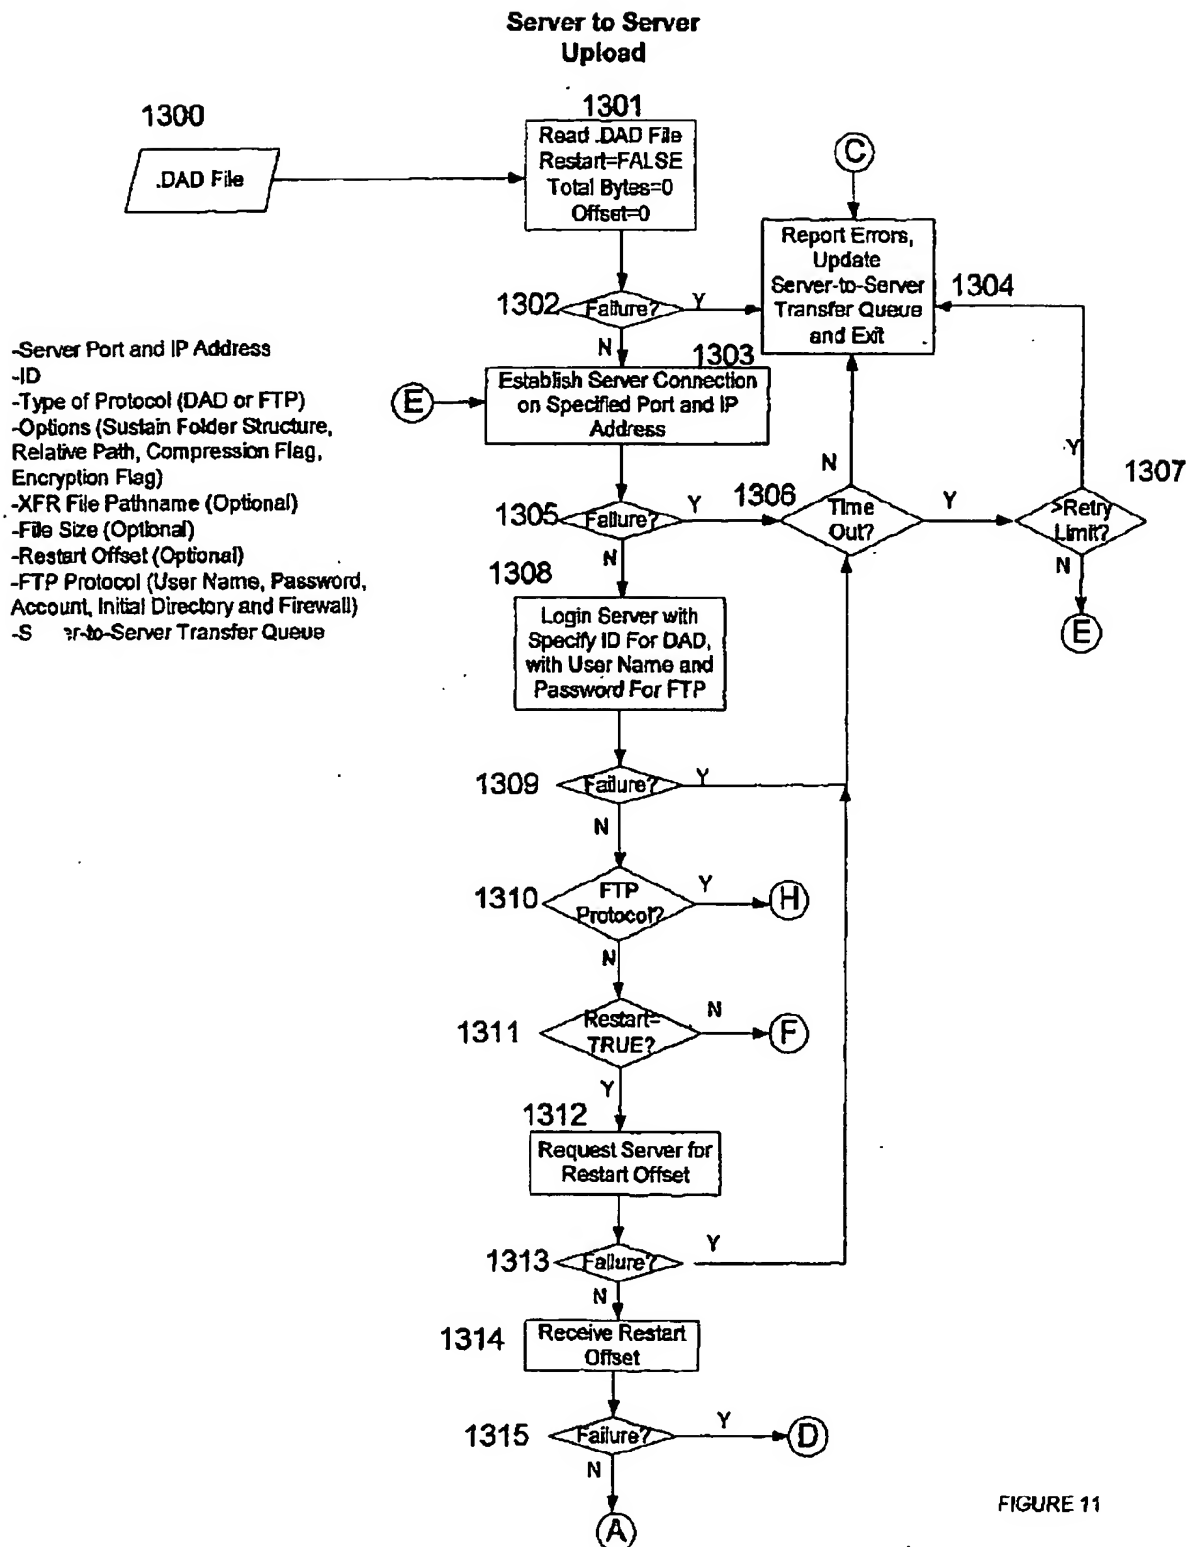 Server to Server
Upload
1300
.DAD File
1301
Read .DAD File
Restart=FALSE
Total Bytes=0
Offset=0
C
Report Errors,
Update
Server-to-Server
Transfer Queue
and Exit
1304
1302
Failure?
Y
N
1303
-Server Port and IP Address
-ID
-Type of Protocol (DAD or FTP)
-Options (Sustain Folder Structure,
Relative Path, Compression Flag,
Encryption Flag)
-XFR File Pathname (Optional)
-File Size (Optional)
-Restart Offset (Optional)
-FTP Protocol (User Name, Password,
Account, Initial Directory and Firewall)
-to-Server Transfer Queue
E
Establish Server Connection
on Specified Port and IP
Address
1305
Failure?
Y
N
1306
Time
Out?
N
Y
1307
>Retry
Limit?
Y
N
E
1308
Login Server with
Specify ID For DAD,
with User Name and
Password For FTP
1309
Failure?
Y
N
1310
FTP
Protocol?
Y
H
N
1311
Restart=
TRUE?
N
F
Y
1312
Request Server for
Restart Offset
1313
Failure?
Y
N
1314
Receive Restart
Offset
1315
Failure?
Y
D
N
A
FIGURE 11